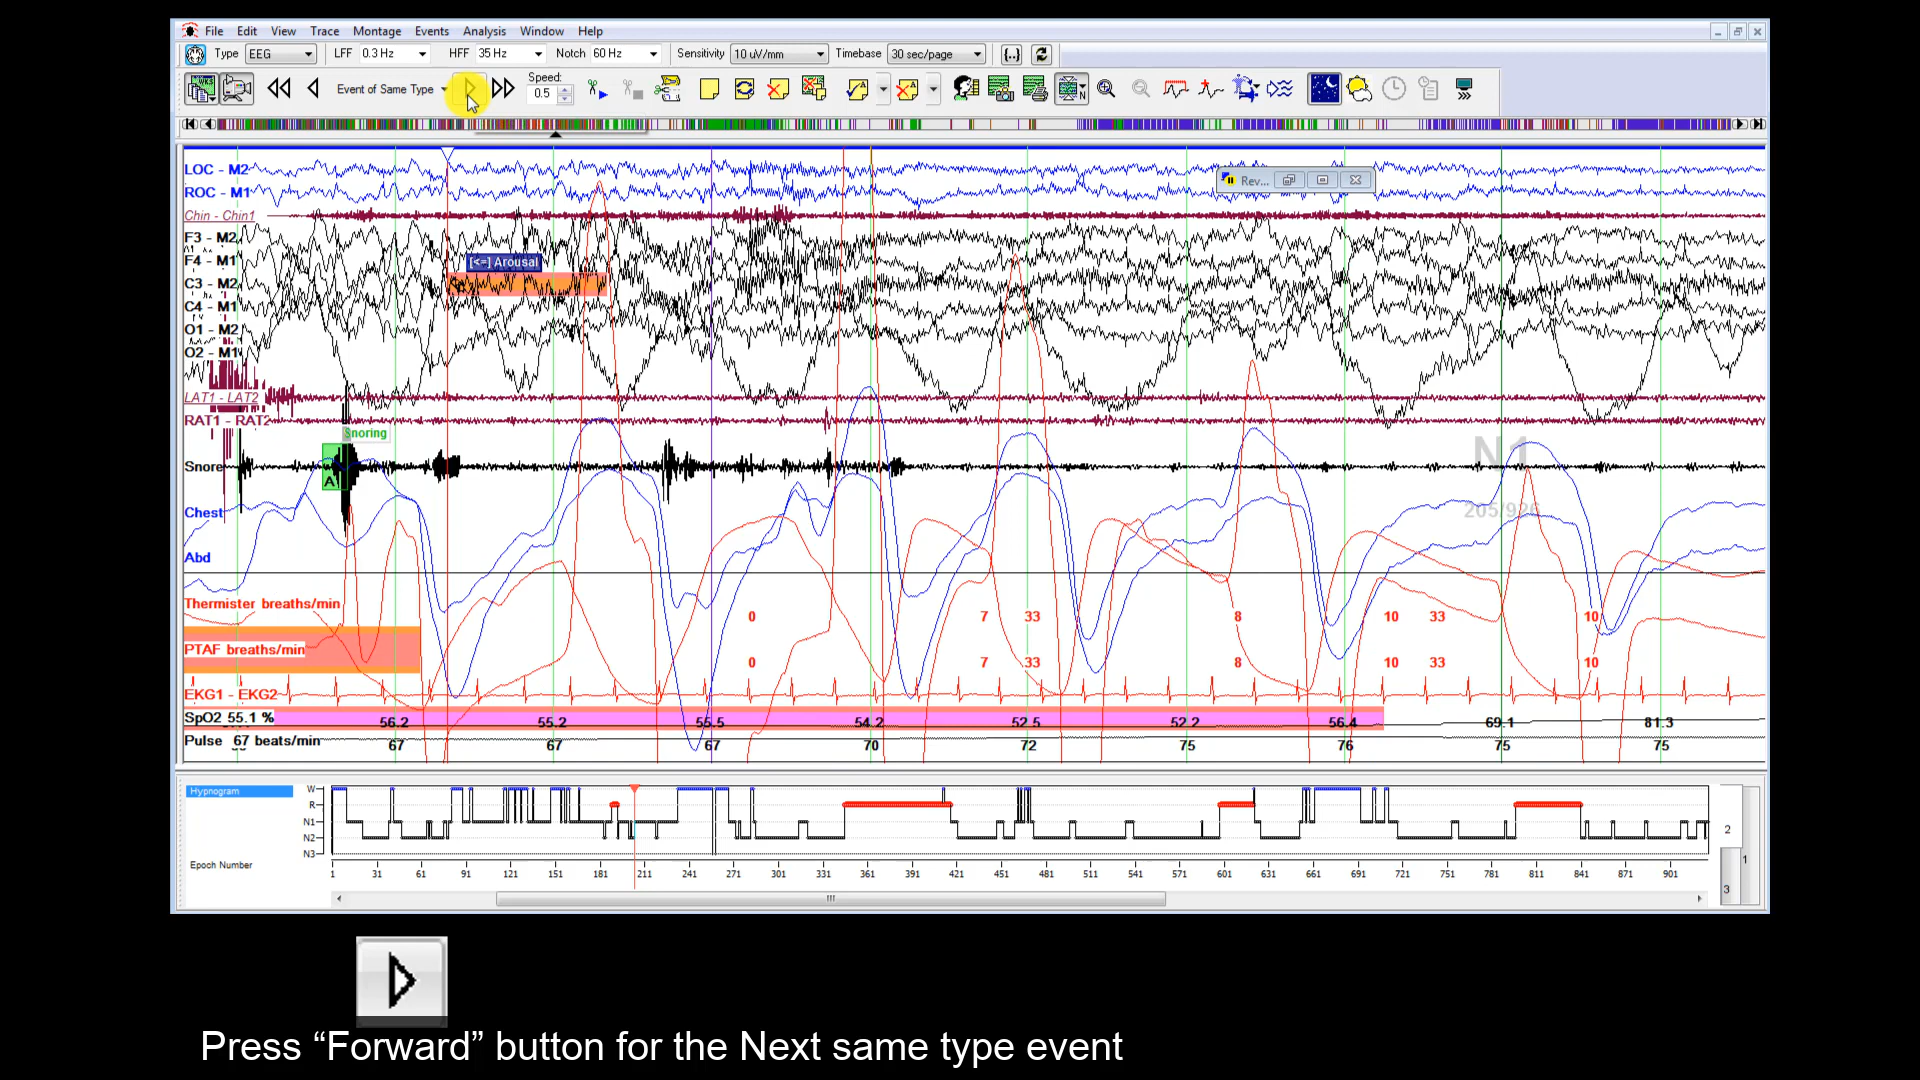 File Edit View Trace Montage Events Analysis Window Help
Type EEG LFF 0.3 Hz HFF 35 Hz Notch 60 Hz Sensitivity 10 uV/mm Timebase 30 sec/page
Event of Same Type Speed: 0.5
LOC - M2
Rev...
ROC - M1
Chin - Chin1
F3 - M2
F4 - M1
[<=] Arousal
C3 - M2
C4 - M1
O1 - M2
O2 - M1
LAT1 - LAT2
RAT1 - RAT2
Snoring
N1
Snore
A
Chest
205/926
Abd
Thermister breaths/min
0 7 33 8 10 33 10
PTAF breaths/min
0 7 33 8 10 33 10
EKG1 - EKG2
SpO2 55.1 % 56.2 55.2 55.5 54.2 52.5 52.2 56.4 69.1 81.3
Pulse 67 beats/min 67 67 67 70 72 75 76 75 75
Hypnogram
W
R
N1
N2
N3
2
1
3
Epoch Number
1 31 61 91 121 151 181 211 241 271 301 331 361 391 421 451 481 511 541 571 601 631 661 691 721 751 781 811 841 871 901
Press “Forward” button for the Next same type event